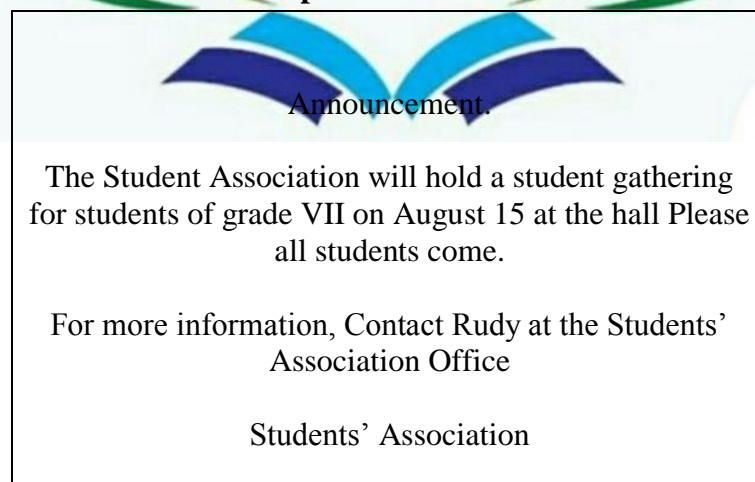 Announcement.
The Student Association will hold a student gathering
for students of grade VII on August 15 at the hall Please
all students come.
For more information, Contact Rudy at the Students’
Association Office
Students’ Association